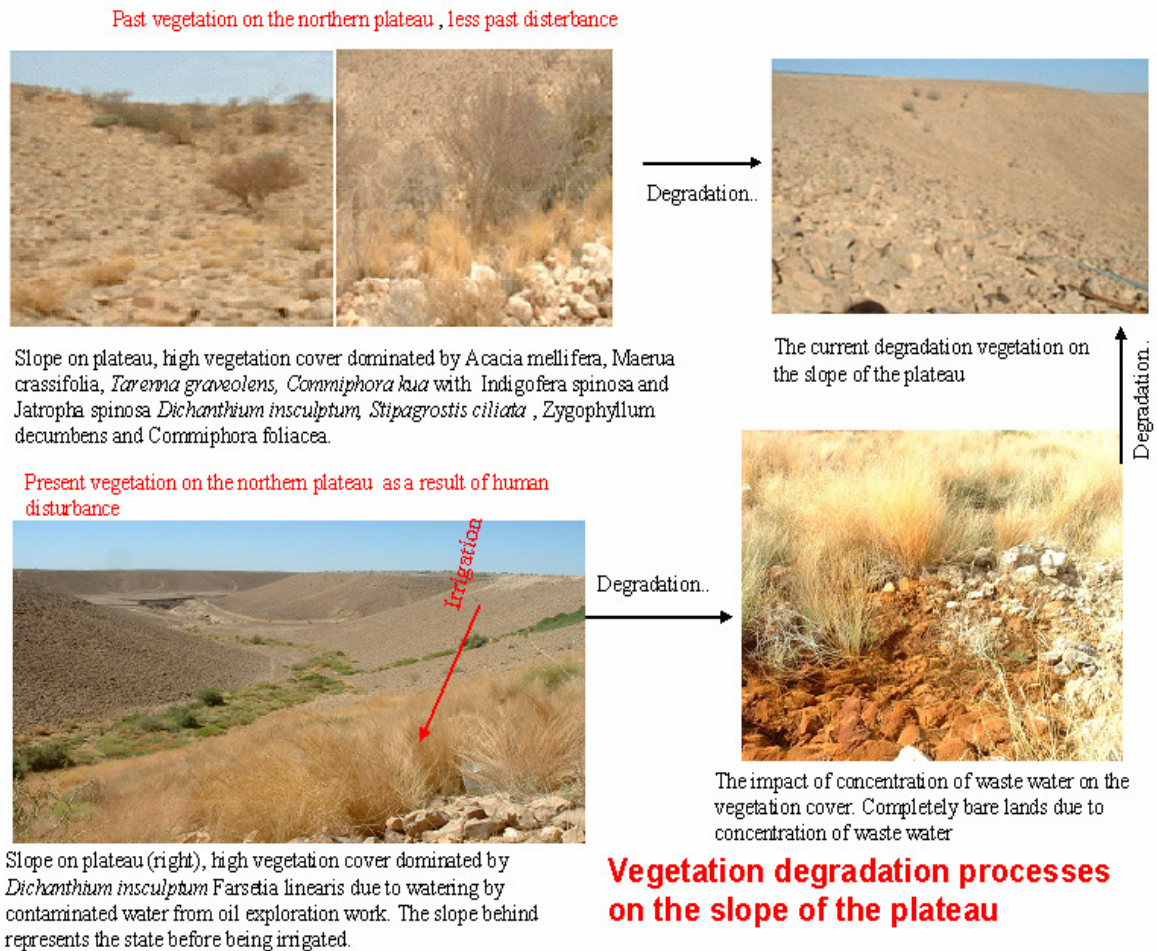 Past vegetation on the northern plateau , less past disterbance
Degradation..
Slope on plateau, high vegetation cover dominated by Acacia mellifera, Maerua
crassifolia, Tarenna graveolens, Commiphora kua with Indigofera spinosa and
Jatropha spinosa Dichanthium insculptum, Stipagrostis ciliata , Zygophyllum
decumbens and Commiphora foliacea.
The current degradation vegetation on
the slope of the plateau
Degradation..
Present vegetation on the northern plateau as a result of human
disturbance
Irrigation
Degradation..
The impact of concentration of waste water on the
vegetation cover. Completely bare lands due to
concentration of waste water
Slope on plateau (right), high vegetation cover dominated by
Dichanthium insculptum Farsetia linearis due to watering by
contaminated water from oil exploration work. The slope behind
represents the state before being irrigated.
Vegetation degradation processes
on the slope of the plateau